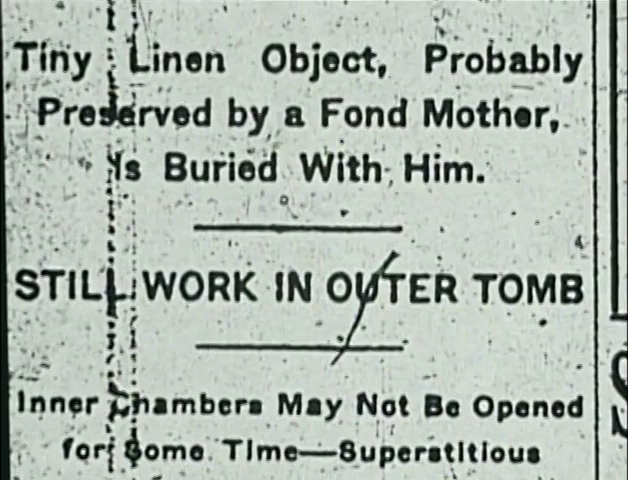 Tiny Linen Object, Probably
Preserved by a Fond Mother,
Is Buried With Him.
STILL WORK IN OUTER TOMB
Inner Chambers May Not Be Opened
for Some Time—Superstitious